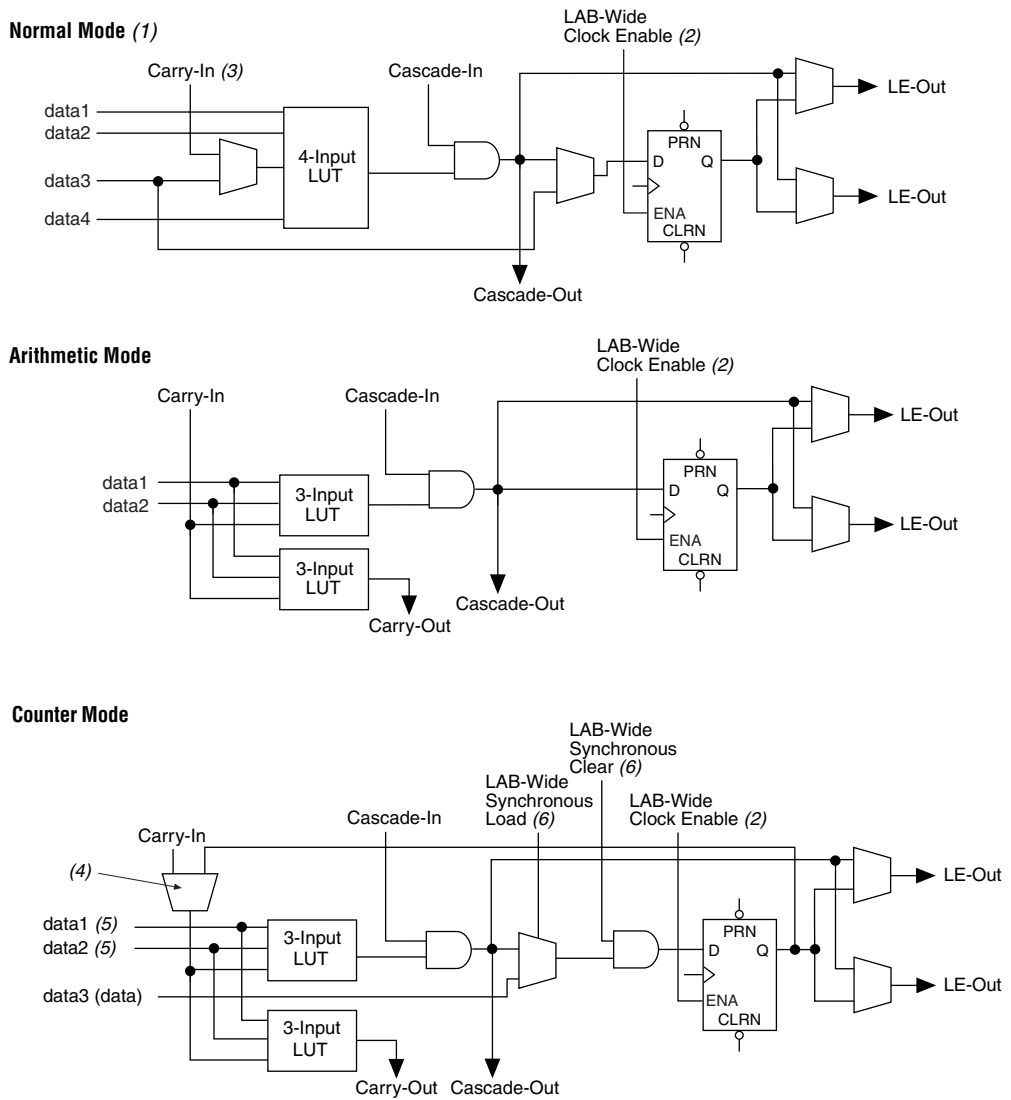 Normal Mode (1)
LAB-Wide
Clock Enable (2)
Carry-In (3)
Cascade-In
data1
data2
data3
data4
4-Input
LUT
PRN
D
Q
ENA
CLRN
LE-Out
LE-Out
Cascade-Out
Arithmetic Mode
LAB-Wide
Clock Enable (2)
Carry-In
Cascade-In
data1
data2
3-Input
LUT
3-Input
LUT
PRN
D
Q
ENA
CLRN
LE-Out
LE-Out
Cascade-Out
Carry-Out
Counter Mode
LAB-Wide
Synchronous
Clear (6)
LAB-Wide
Synchronous
Load (6)
LAB-Wide
Clock Enable (2)
Cascade-In
Carry-In
(4)
data1 (5)
data2 (5)
data3 (data)
3-Input
LUT
3-Input
LUT
PRN
D
Q
ENA
CLRN
LE-Out
LE-Out
Carry-Out
Cascade-Out